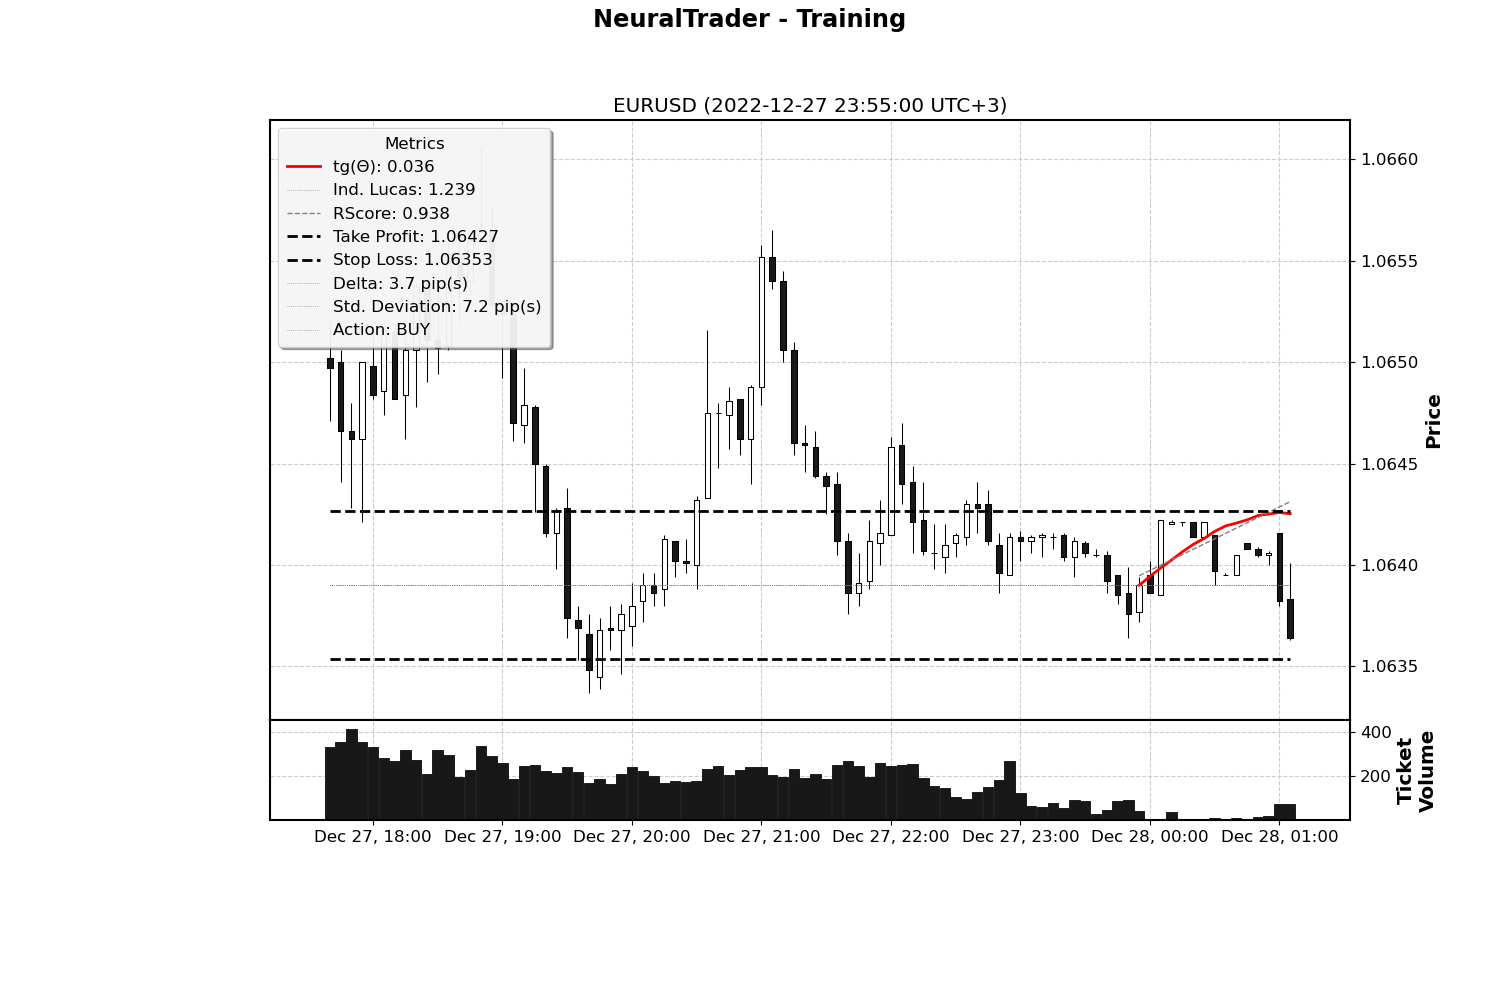 NeuralTrader - Training
EURUSD (2022-12-27 23:55:00 UTC+3)
Metrics
tg(Θ): 0.036
Ind. Lucas: 1.239
RScore: 0.938
Take Profit: 1.06427
Stop Loss: 1.06353
Delta: 3.7 pip(s)
Std. Deviation: 7.2 pip(s)
Action: BUY
1.0660
1.0655
1.0650
1.0645
1.0640
1.0635
Price
400
200
Ticket
Volume
Dec 27, 18:00 Dec 27, 19:00 Dec 27, 20:00 Dec 27, 21:00 Dec 27, 22:00 Dec 27, 23:00 Dec 28, 00:00 Dec 28, 01:00